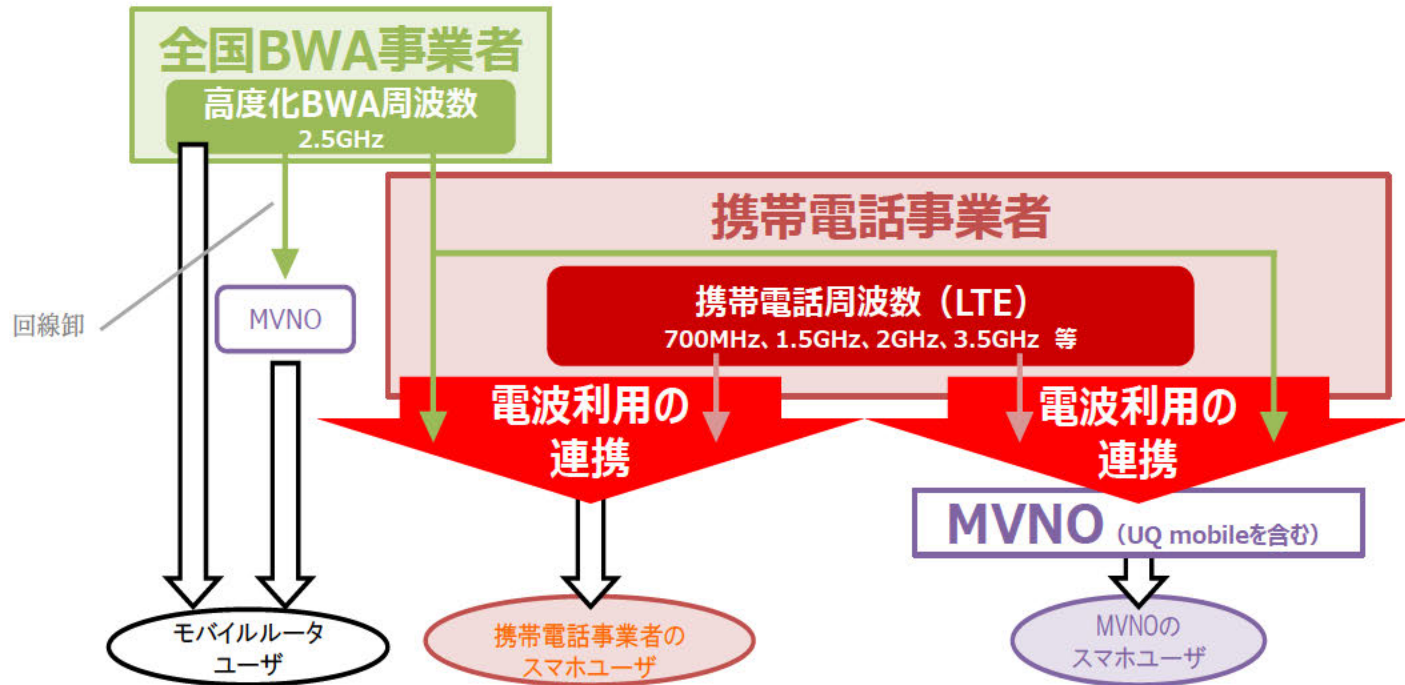 全国BWA事業者
高度化BWA周波数
2.5GHz
携帯電話事業者
回線卸
MVNO
携帯電話周波数（LTE）
700MHz、1.5GHz、2GHz、3.5GHz 等
電波利用の
連携
電波利用の
連携
MVNO（UQ mobileを含む）
モバイルルータ
ユーザ
携帯電話事業者の
スマホユーザ
MVNOの
スマホユーザ